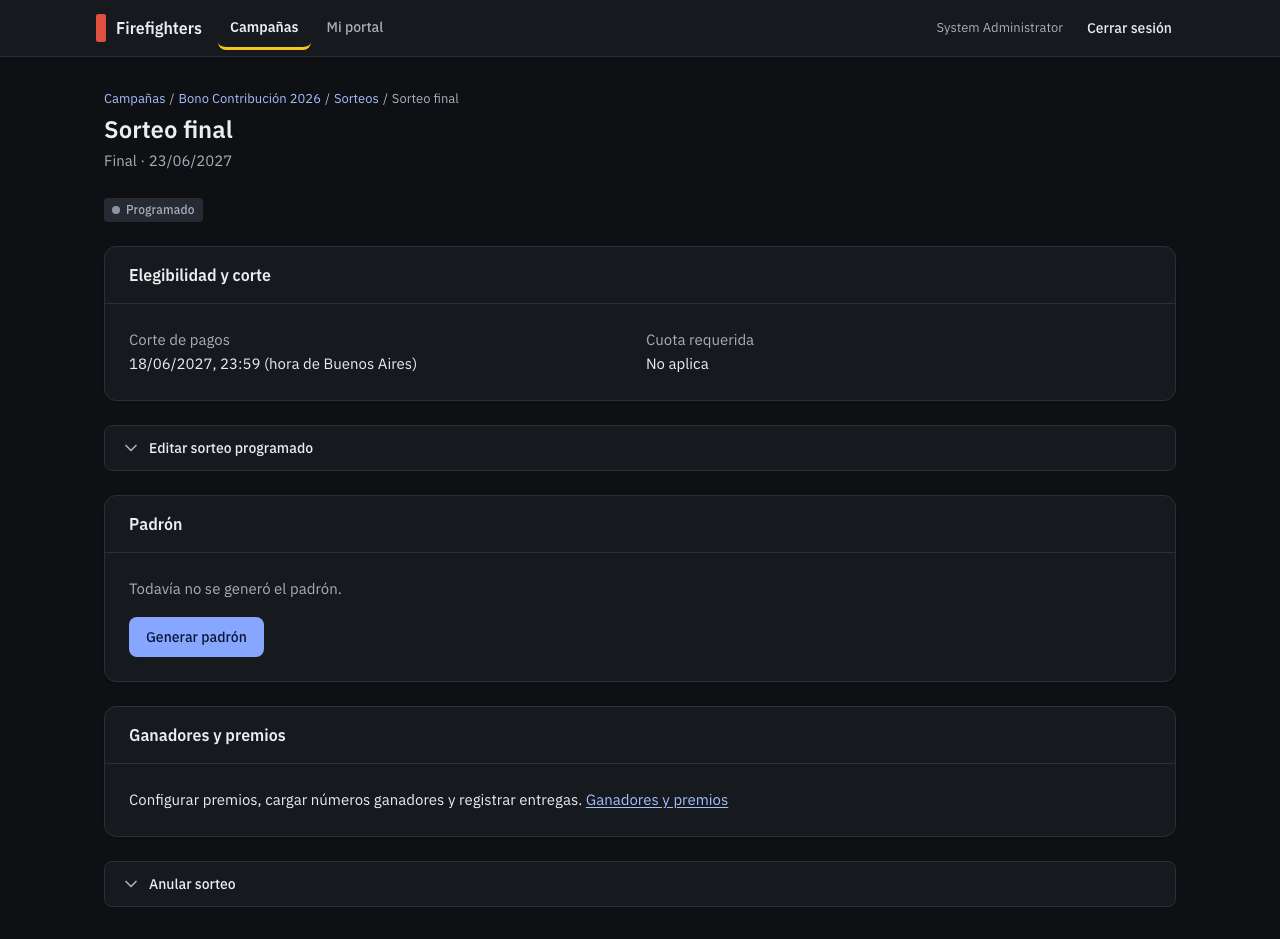 Firefighters Campañas Mi portal System Administrator Cerrar sesión
Campañas / Bono Contribución 2026 / Sorteos / Sorteo final
Sorteo final
Final · 23/06/2027
Programado
Elegibilidad y corte
Corte de pagos Cuota requerida
18/06/2027, 23:59 (hora de Buenos Aires) No aplica
Editar sorteo programado
Padrón
Todavía no se generó el padrón.
Generar padrón
Ganadores y premios
Configurar premios, cargar números ganadores y registrar entregas. Ganadores y premios
Anular sorteo